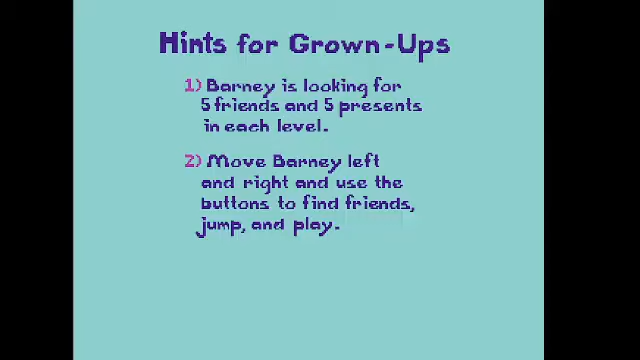 Hints for Grown-Ups
1) Barney is looking for
5 friends and 5 presents
in each level.
2) Move Barney left
and right and use the
buttons to find friends,
jump, and play.